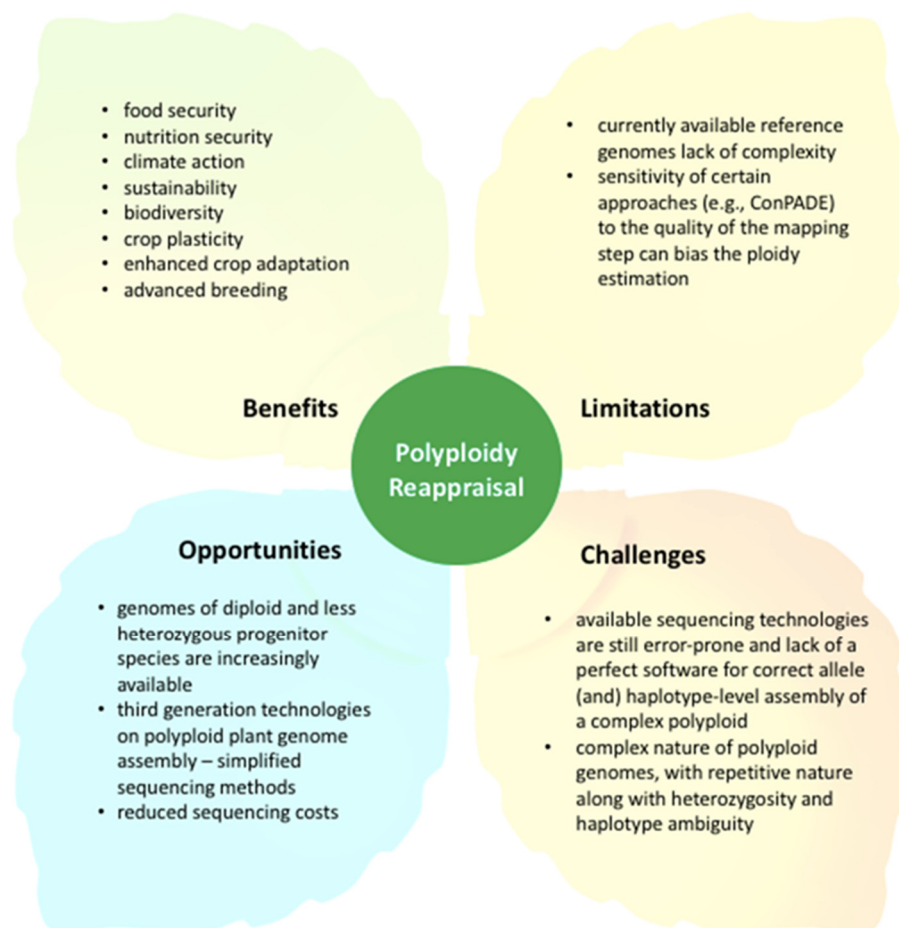 • food security
• nutrition security
• climate action
• sustainability
• biodiversity
• crop plasticity
• enhanced crop adaptation
• advanced breeding
Benefits
• currently available reference
genomes lack of complexity
• sensitivity of certain
approaches (e.g., ConPADE)
to the quality of the mapping
step can bias the ploidy
estimation
Limitations
Polyploidy
Reappraisal
Opportunities
• genomes of diploid and less
heterozygous progenitor
species are increasingly
available
• third generation technologies
on polyploid plant genome
assembly – simplified
sequencing methods
• reduced sequencing costs
Challenges
• available sequencing technologies
are still error-prone and lack of a
perfect software for correct allele
(and) haplotype-level assembly of
a complex polyploid
• complex nature of polyploid
genomes, with repetitive nature
along with heterozygosity and
haplotype ambiguity